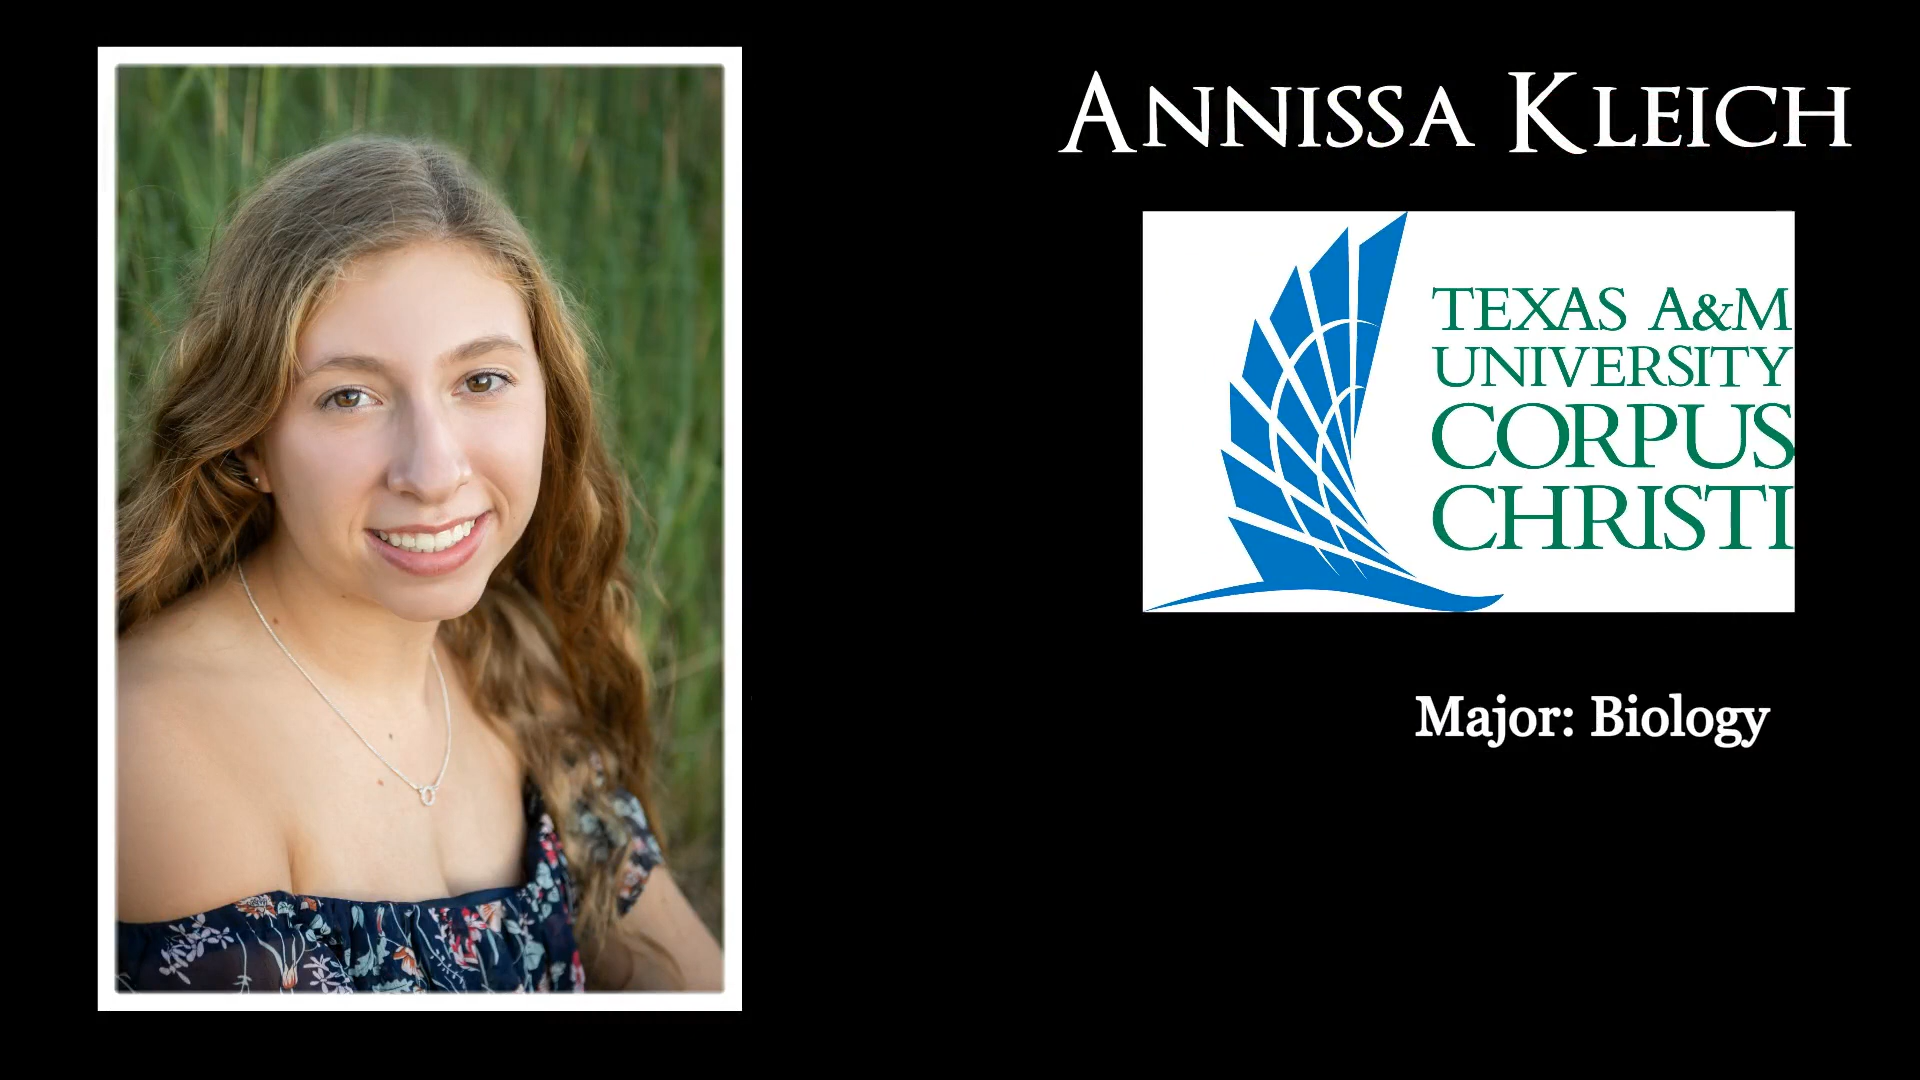 Annissa Kleich
TEXAS A&M
UNIVERSITY
CORPUS
CHRISTI
Major: Biology